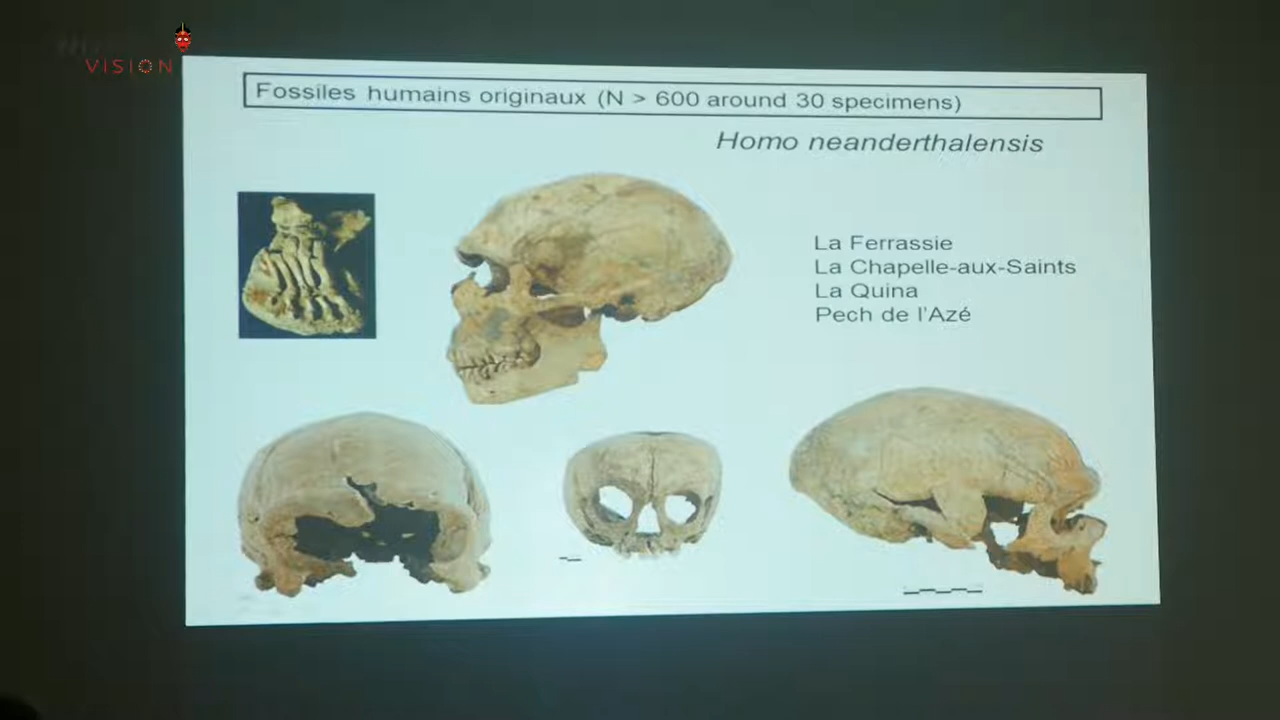 VISION
Fossiles humains originaux (N > 600 around 30 specimens)
Homo neanderthalensis
La Ferrassie
La Chapelle-aux-Saints
La Quina
Pech de l'Azé